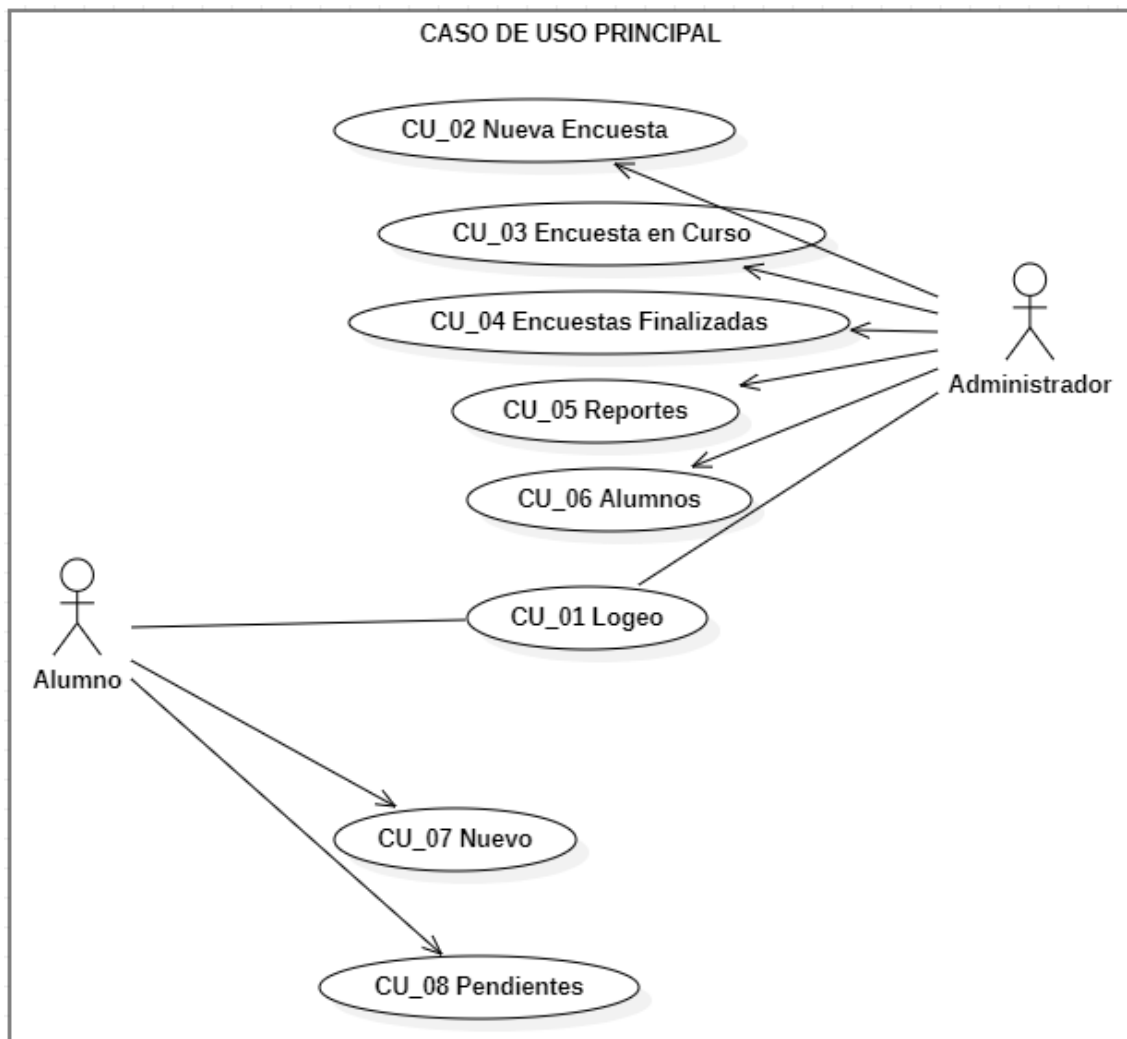 CASO DE USO PRINCIPAL
CU_02 Nueva Encuesta
CU_03 Encuesta en Curso
CU_04 Encuestas Finalizadas
Administrador
CU_05 Reportes
CU_06 Alumnos
CU_01 Logeo
Alumno
CU_07 Nuevo
CU_08 Pendientes